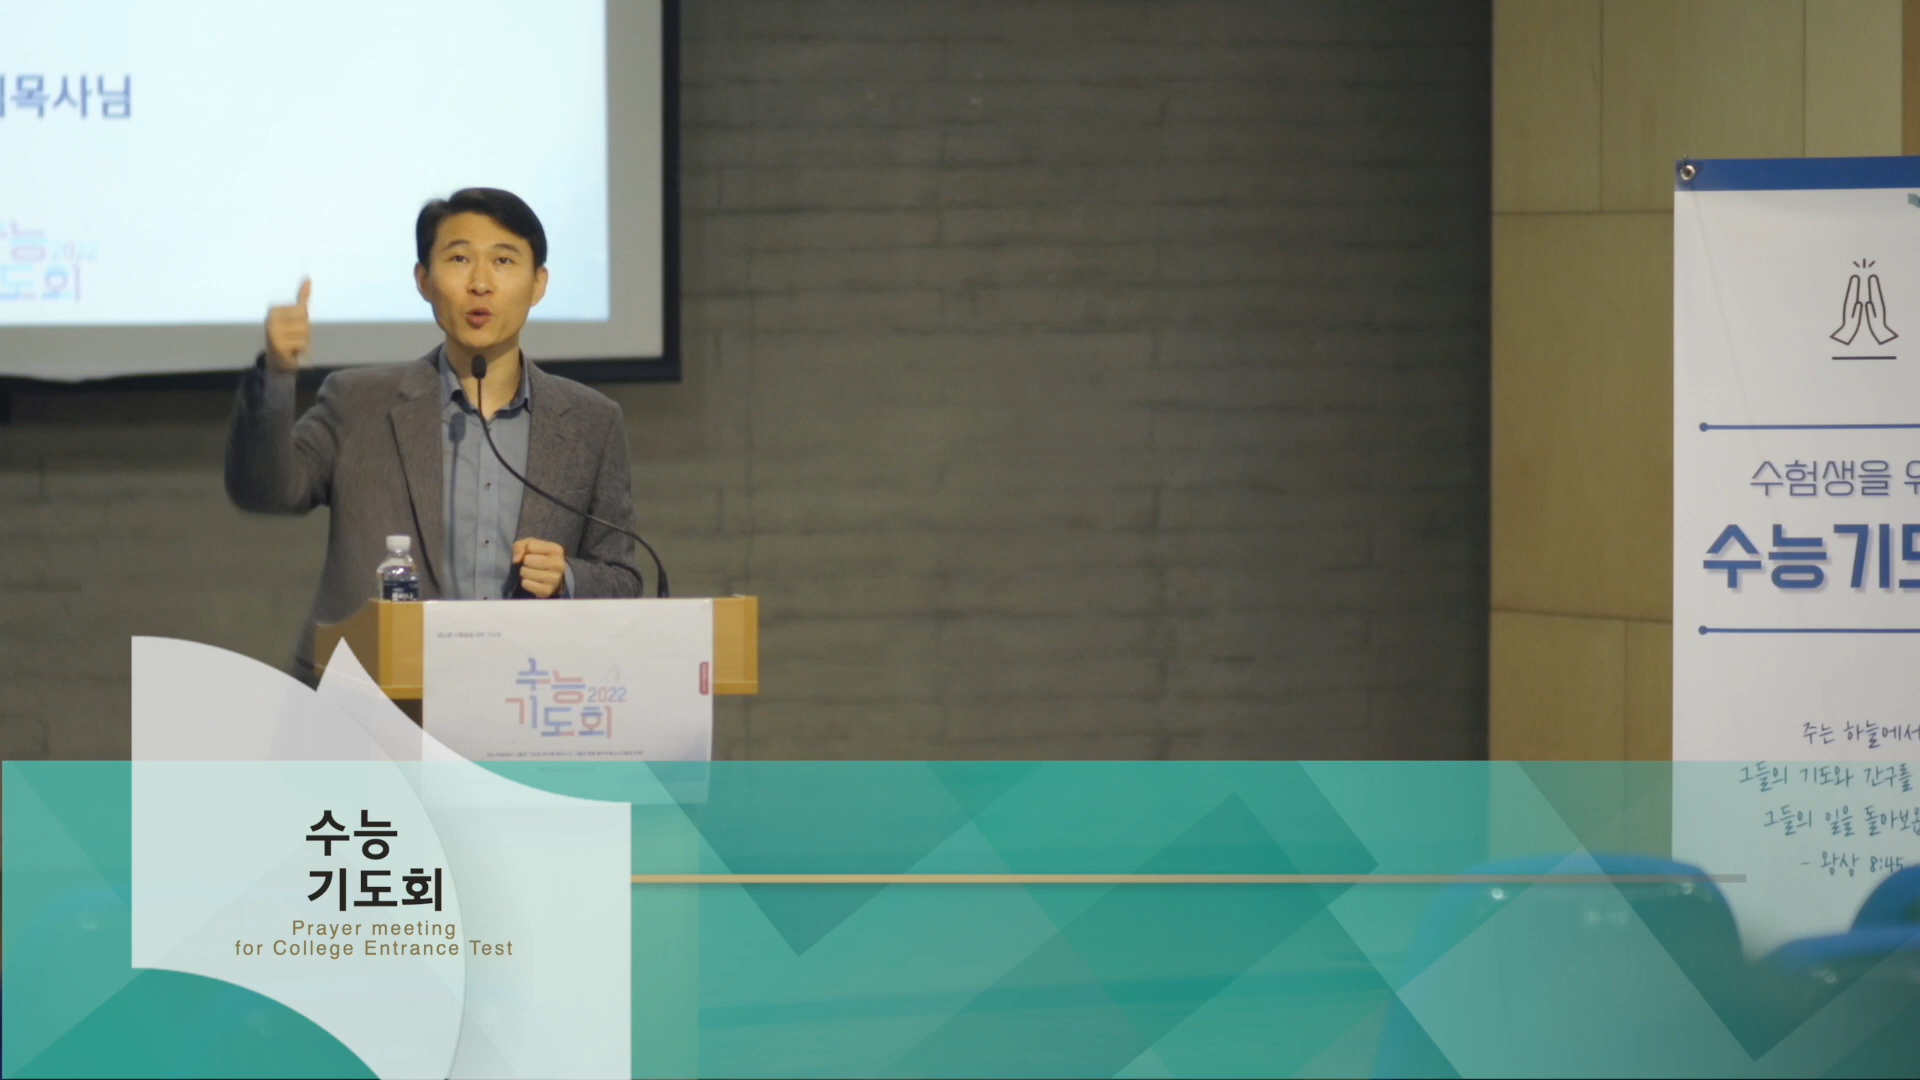 목사님
수능 2022
기도회
수험생을
수능기도
수능 2022
기도회
주는 하늘에서
그들의 기도와 간구를
그들의 일을 돌아보옵
- 왕상 8:45
수능
기도회
Prayer meeting
for College Entrance Test